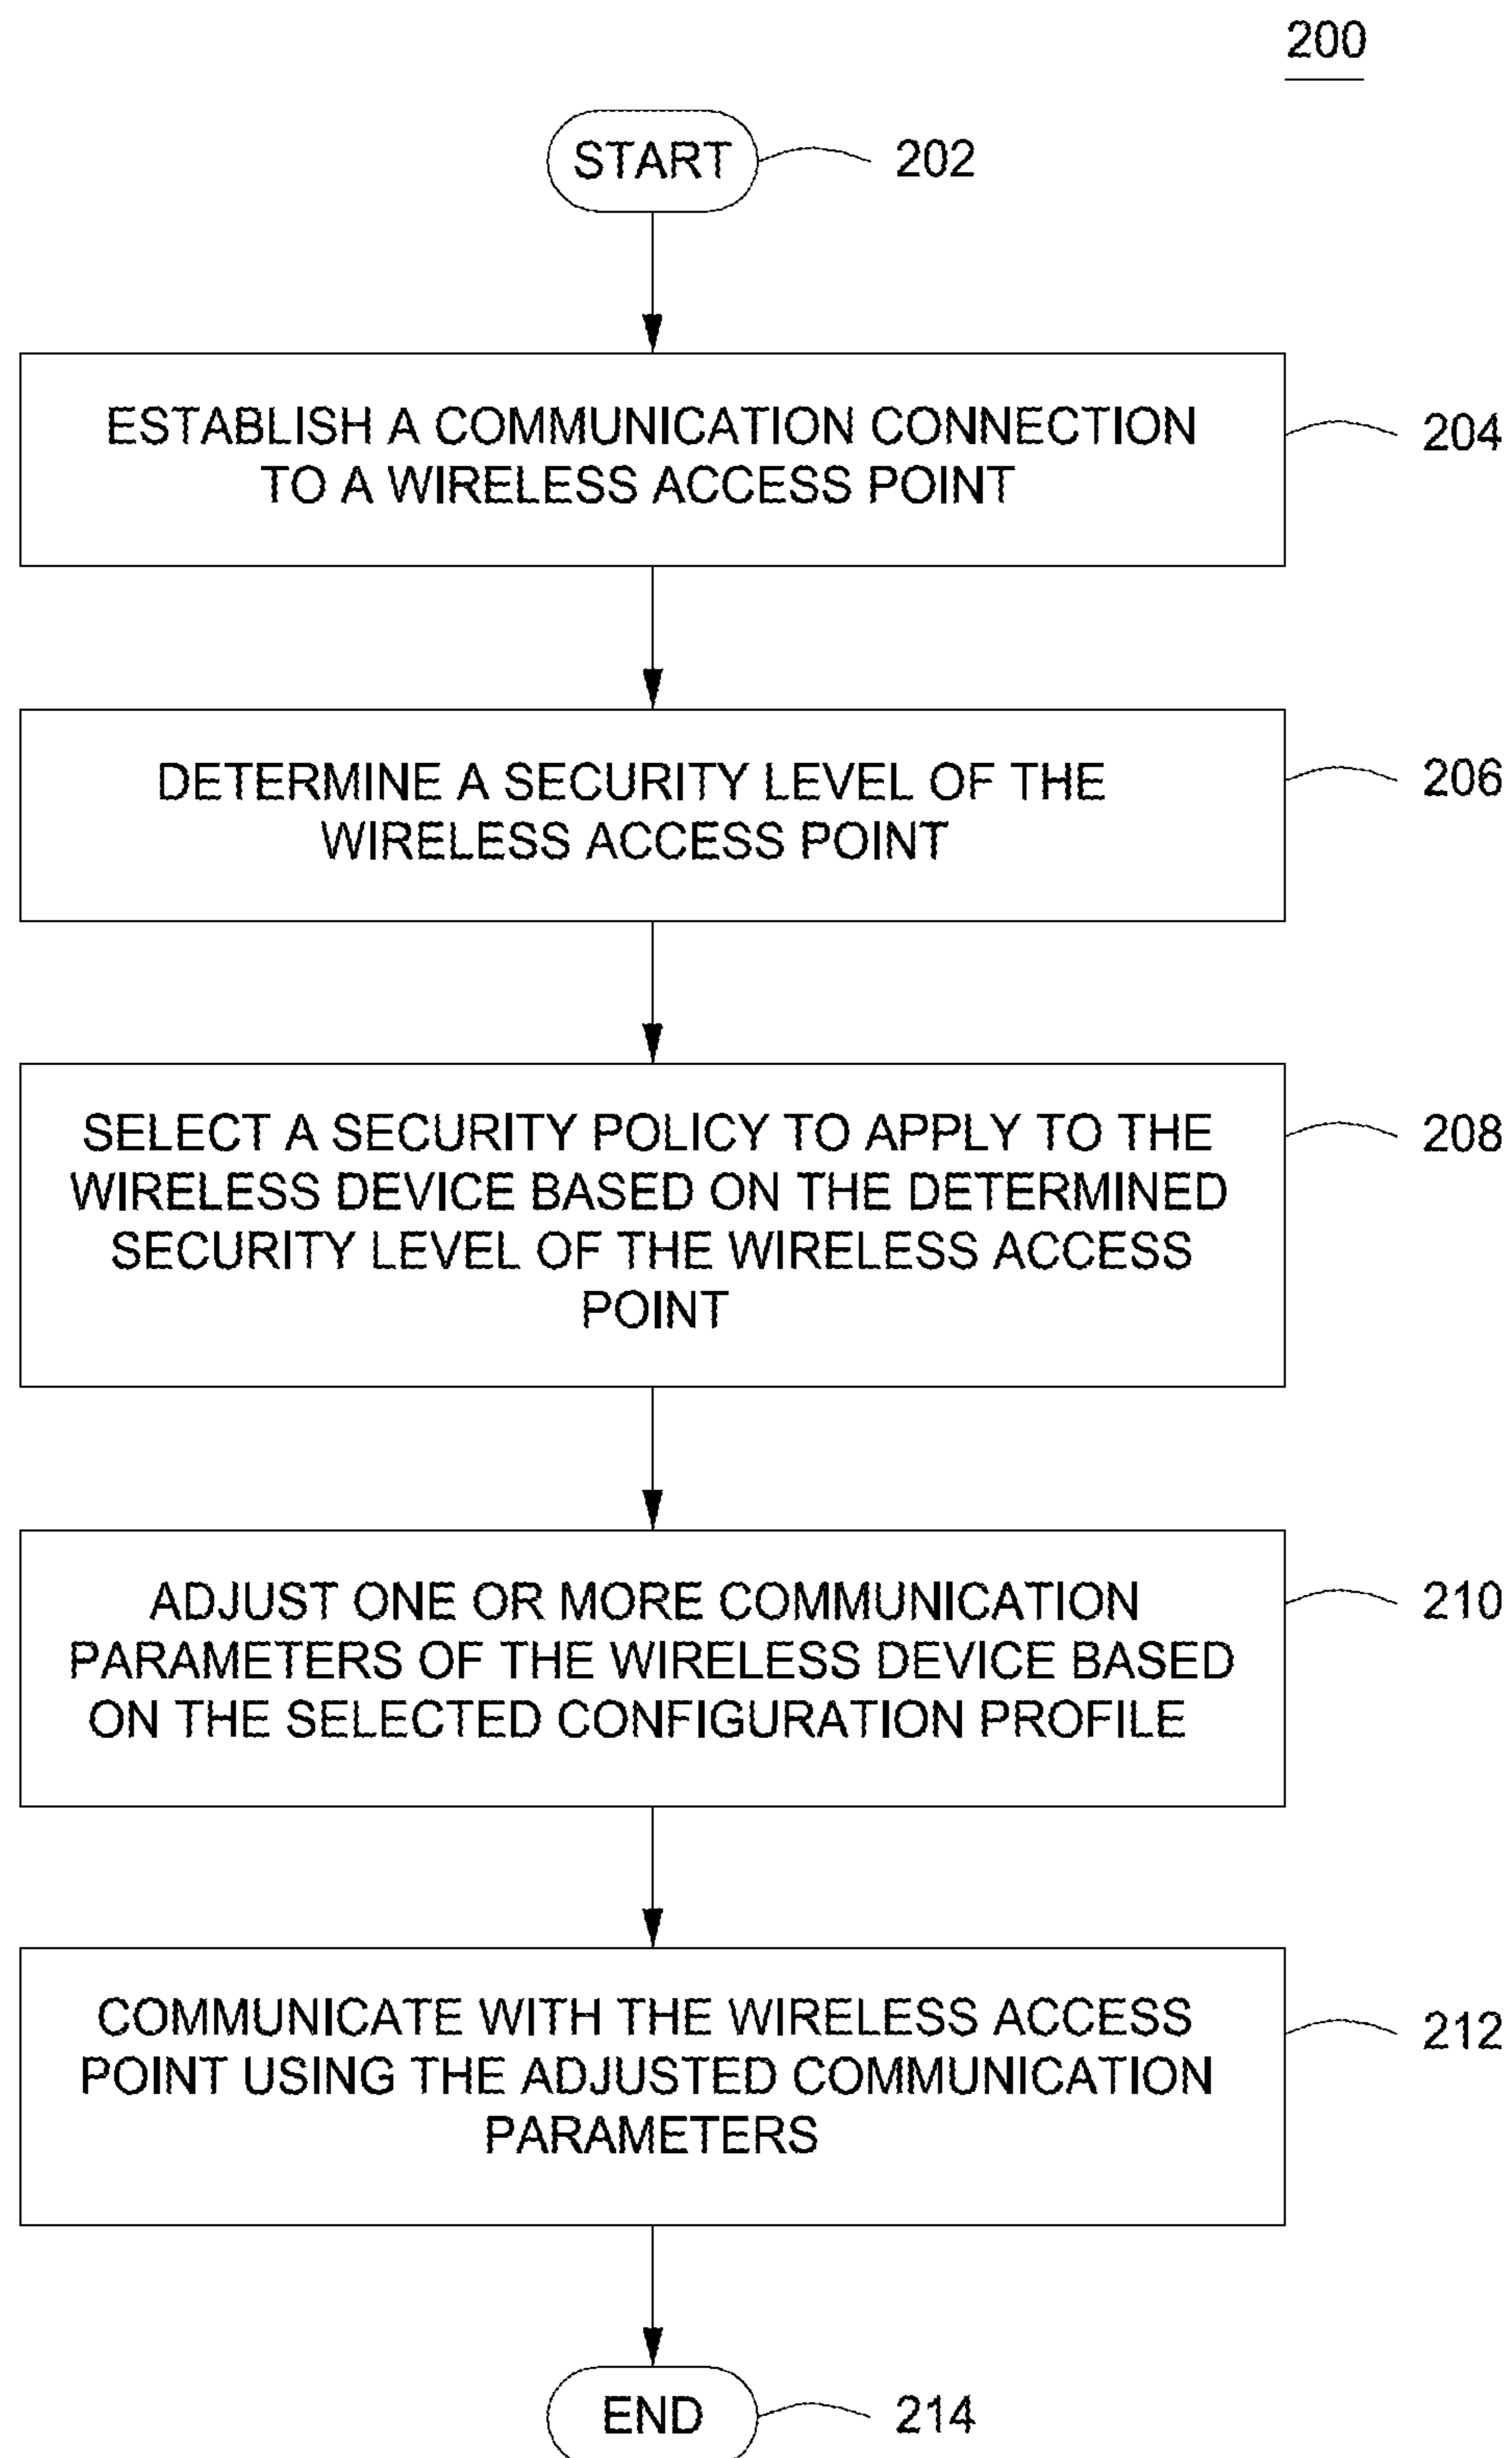 200
START
202
ESTABLISH A COMMUNICATION CONNECTION
TO A WIRELESS ACCESS POINT
204
DETERMINE A SECURITY LEVEL OF THE
WIRELESS ACCESS POINT
206
SELECT A SECURITY POLICY TO APPLY TO THE
WIRELESS DEVICE BASED ON THE DETERMINED
SECURITY LEVEL OF THE WIRELESS ACCESS
POINT
208
ADJUST ONE OR MORE COMMUNICATION
PARAMETERS OF THE WIRELESS DEVICE BASED
ON THE SELECTED CONFIGURATION PROFILE
210
COMMUNICATE WITH THE WIRELESS ACCESS
POINT USING THE ADJUSTED COMMUNICATION
PARAMETERS
212
END
214